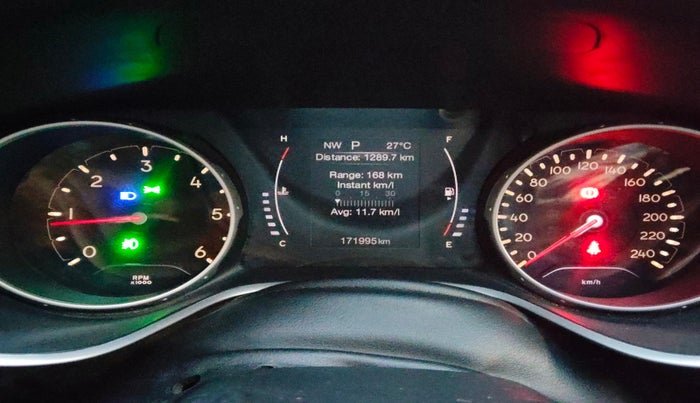 0
1
2
3
4
5
6
RPM
x1000
H
C
NW P 27°C
Distance: 1289.7 km
Range: 168 km
Instant km/l
0 15 30
Avg: 11.7 km/l
171995 km
F
E
0
20
40
60
80
100
120
140
160
180
200
220
240
km/h